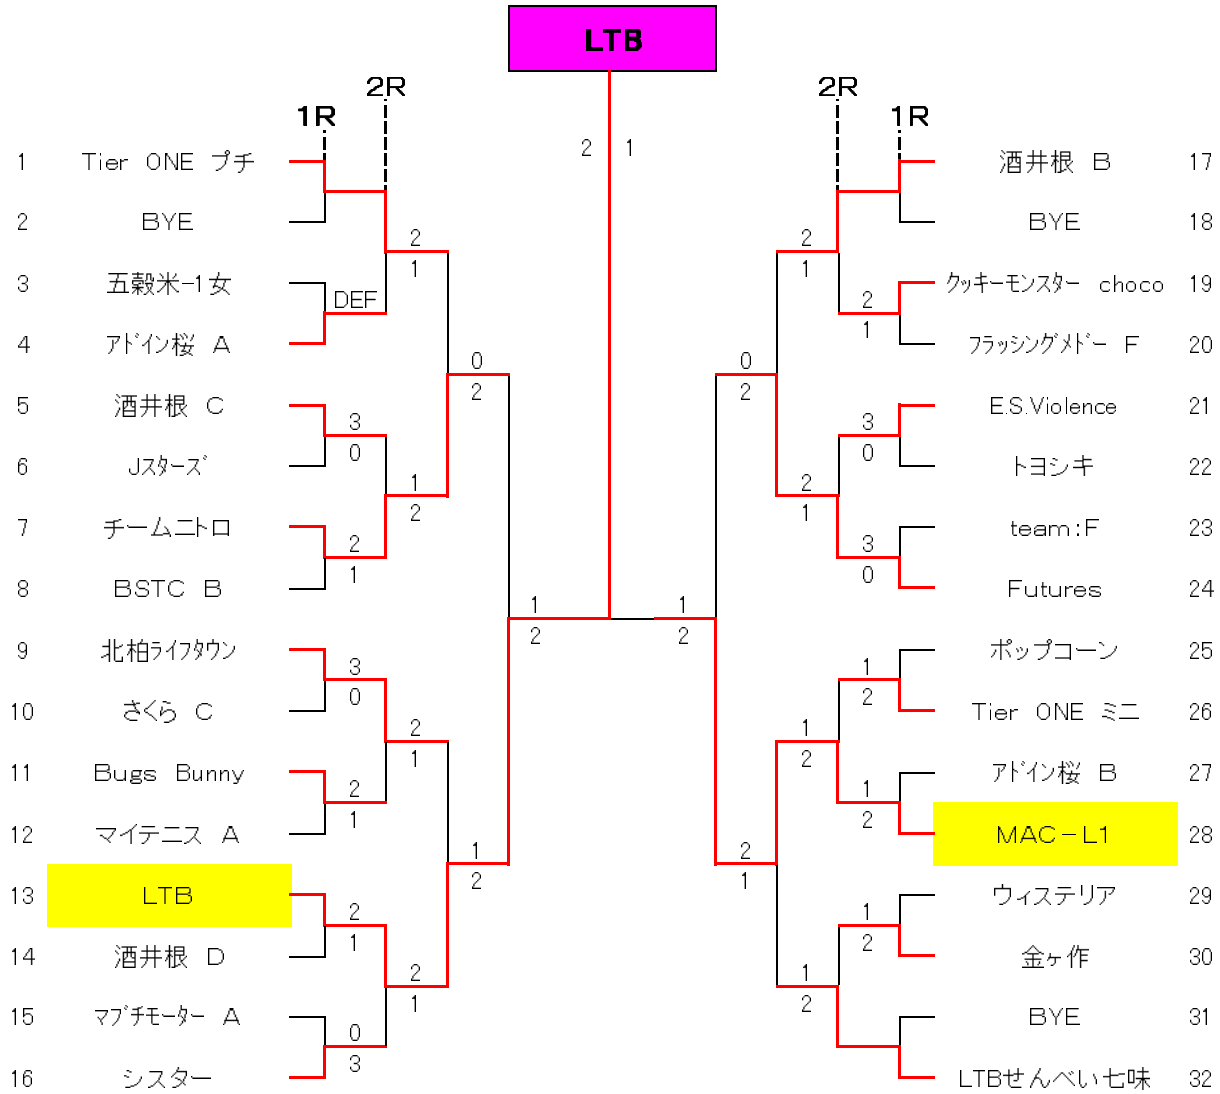 LTB
2R 2R
1R 1R
2 1
1 Tier ONE プチ 酒井根 B 17
2 BYE BYE 18
2 2
1 1
3 五穀米-1女 クッキーモンスター choco 19
DEF 2
1
4 アドイン桜 A フラッシングメドー F 20
0 0
2 2
5 酒井根 C E.S.Violence 21
3 3
0 0
6 Jスターズ トヨシキ 22
1 2
2 1
7 チームニトロ team:F 23
2 3
1 0
8 BSTC B Futures 24
1 1
2 2
9 北柏ライフタウン ポップコーン 25
3 1
0 2
10 さくら C Tier ONE ミニ 26
2 1
1 2
11 Bugs Bunny アドイン桜 B 27
2 1
1 2
12 マイテニス A MAC-L1 28
1 2
2 1
13 LTB ウィステリア 29
2 1
1 2
14 酒井根 D 金ヶ作 30
2 1
1 2
15 マブチモーター A BYE 31
0
3
16 シスター LTBせんべい七味 32